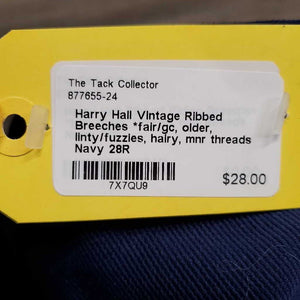 The Tack Collector
877655-24
Harry Hall Vintage Ribbed
Breeches *fair/gc, older,
linty/fuzzies, hairy, mnr threads
Navy 28R
7X7QU9
$28.00